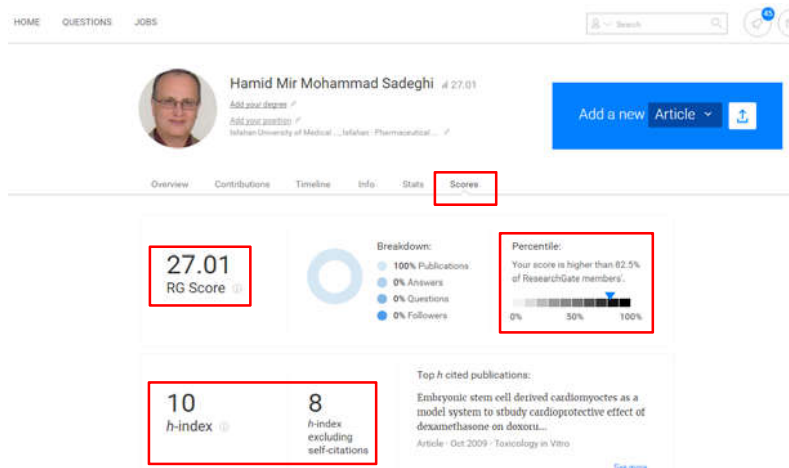 HOME QUESTIONS JOBS Search 45
Hamid Mir Mohammad Sadeghi 27.01
Add your degree
Add your position
Isfahan University of Medical ..., Isfahan · Pharmaceutical ...
Add a new Article
Overview Contributions Timeline Info Stats Scores
27.01
RG Score
Breakdown:
100% Publications
0% Answers
0% Questions
0% Followers
Percentile:
Your score is higher than 82.5%
of ResearchGate members'.
0% 50% 100%
10
h-index
8
h-index
excluding
self-citations
Top h cited publications:
Embryonic stem cell derived cardiomyoctes as a
model system to stbudy cardioprotective effect of
dexamethasone on doxoru...
Article · Oct 2009 · Toxicology in Vitro
See more